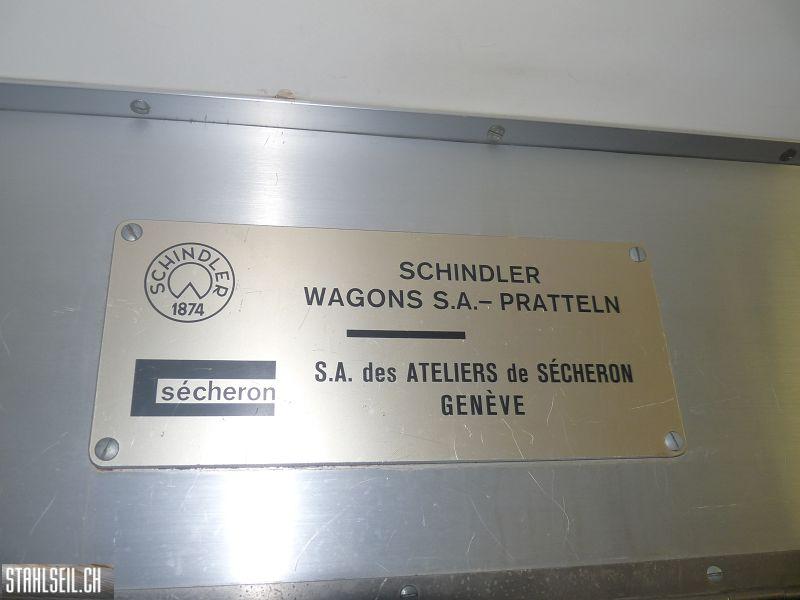 SCHINDLER
1874
SCHINDLER
WAGONS S.A.– PRATTELN
sécheron
S.A. des ATELIERS de SÉCHERON
GENÈVE
STAHLSEIL.CH